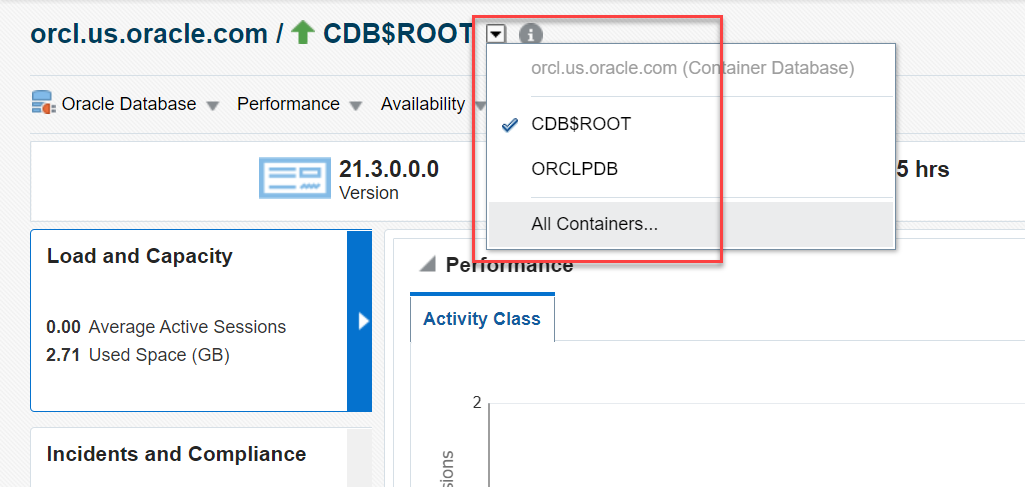 orcl.us.oracle.com / CDB$ROOT
orcl.us.oracle.com (Container Database)
Oracle Database Performance Availability
CDB$ROOT
ORCLPDB
21.3.0.0.0
Version
5 hrs
All Containers...
Load and Capacity
0.00 Average Active Sessions
2.71 Used Space (GB)
Performance
Activity Class
2
Incidents and Compliance